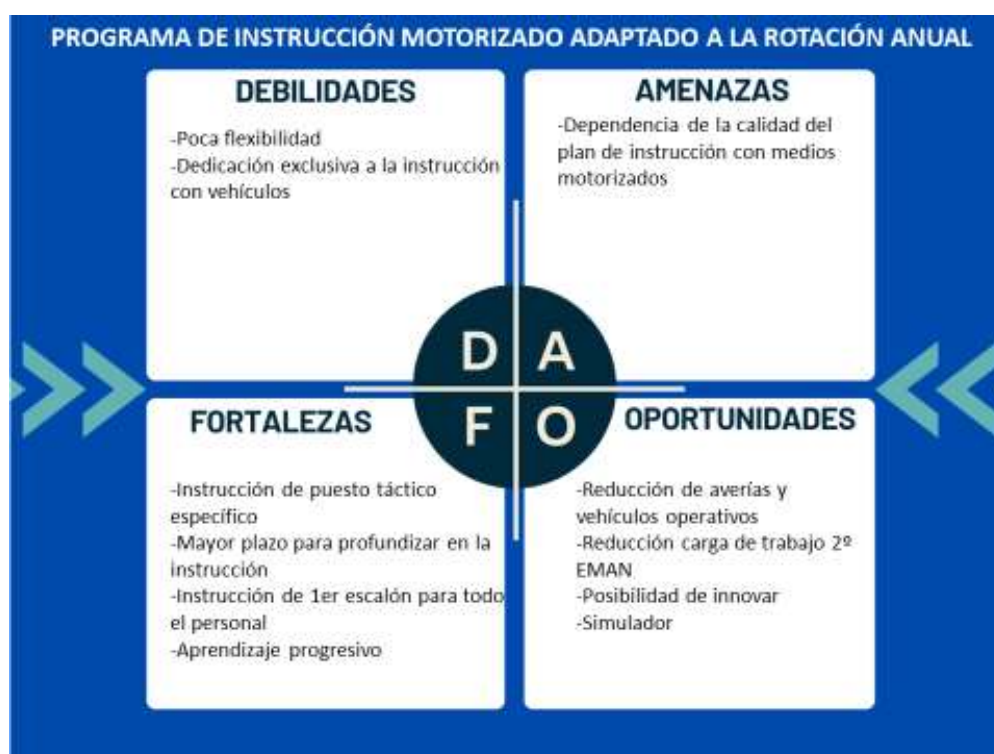 PROGRAMA DE INSTRUCCIÓN MOTORIZADO ADAPTADO A LA ROTACIÓN ANUAL
DEBILIDADES
-Poca flexibilidad
-Dedicación exclusiva a la instrucción
con vehículos
AMENAZAS
-Dependencia de la calidad del
plan de instrucción con medios
motorizados
D A
F O
FORTALEZAS
-Instrucción de puesto táctico
específico
-Mayor plazo para profundizar en la
instrucción
-Instrucción de 1er escalón para todo
el personal
-Aprendizaje progresivo
OPORTUNIDADES
-Reducción de averías y
vehículos operativos
-Reducción carga de trabajo 2º
EMAN
-Posibilidad de innovar
-Simulador